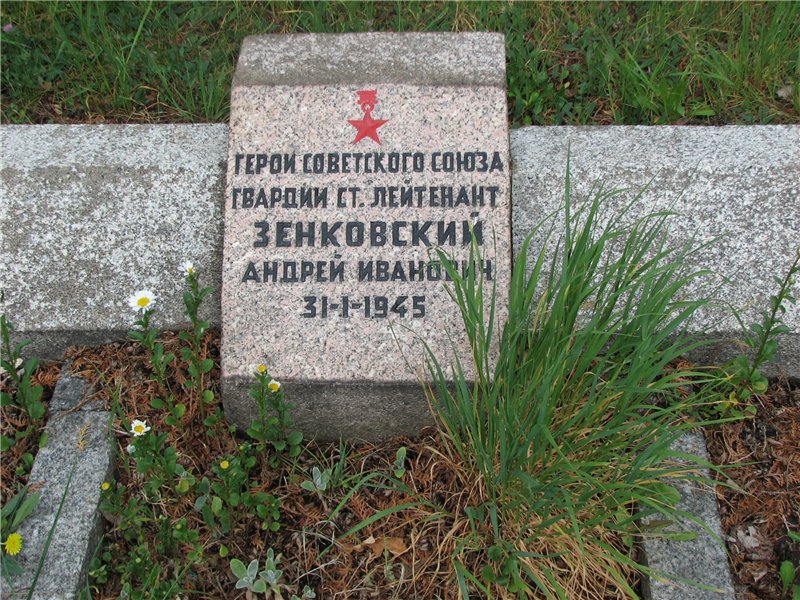 ГЕРОЙ СОВЕТСКОГО СОЮЗА
ГВАРДИИ СТ. ЛЕЙТЕНАНТ
ЗЕНКОВСКИЙ
АНДРЕЙ ИВАНОВИЧ
31-1-1945